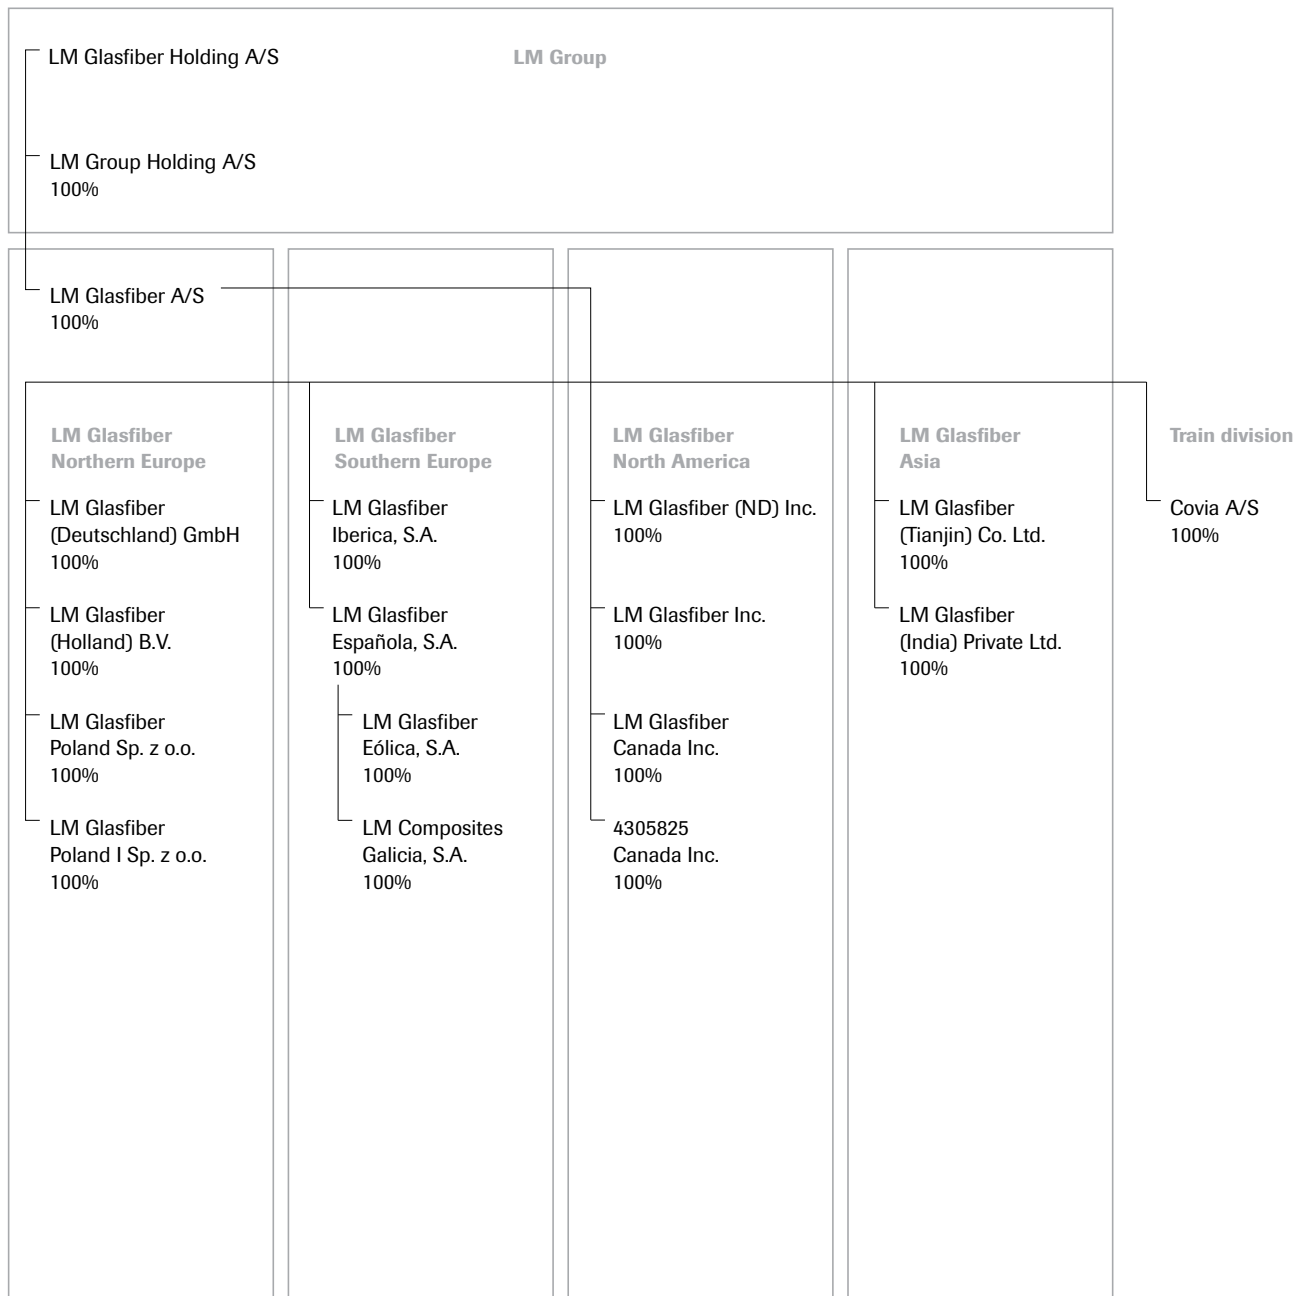 LM Glasfiber Holding A/S
LM Group
LM Group Holding A/S
100%
LM Glasfiber A/S
100%
LM Glasfiber
Northern Europe
LM Glasfiber
(Deutschland) GmbH
100%
LM Glasfiber
(Holland) B.V.
100%
LM Glasfiber
Poland Sp. z o.o.
100%
LM Glasfiber
Poland I Sp. z o.o.
100%
LM Glasfiber
Southern Europe
LM Glasfiber
Iberica, S.A.
100%
LM Glasfiber
Española, S.A.
100%
LM Glasfiber
Eólica, S.A.
100%
LM Composites
Galicia, S.A.
100%
LM Glasfiber
North America
LM Glasfiber (ND) Inc.
100%
LM Glasfiber Inc.
100%
LM Glasfiber
Canada Inc.
100%
4305825
Canada Inc.
100%
LM Glasfiber
Asia
LM Glasfiber
(Tianjin) Co. Ltd.
100%
LM Glasfiber
(India) Private Ltd.
100%
Train division
Covia A/S
100%